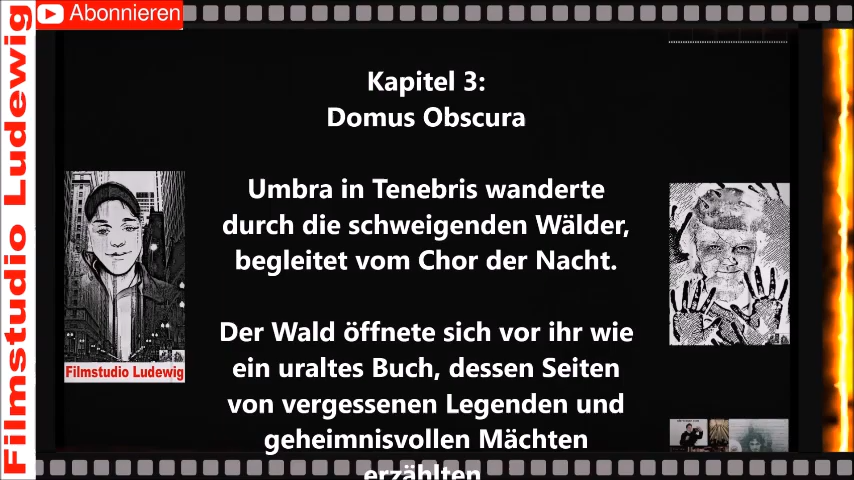 Abonnieren
Filmstudio Ludewig
Kapitel 3:
Domus Obscura
Umbra in Tenebris wanderte
durch die schweigenden Wälder,
begleitet vom Chor der Nacht.
Der Wald öffnete sich vor ihr wie
ein uraltes Buch, dessen Seiten
von vergessenen Legenden und
geheimnisvollen Mächten
erzählten
Filmstudio Ludewig